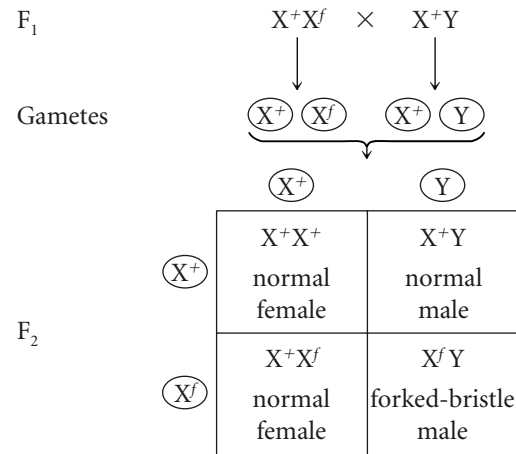 F₁ X⁺Xᶠ × X⁺Y
Gametes X⁺ Xᶠ X⁺ Y
X⁺ Y
X⁺X⁺ X⁺Y
X⁺ normal normal
female male
F₂
X⁺Xᶠ XᶠY
Xᶠ normal forked-bristle
female male